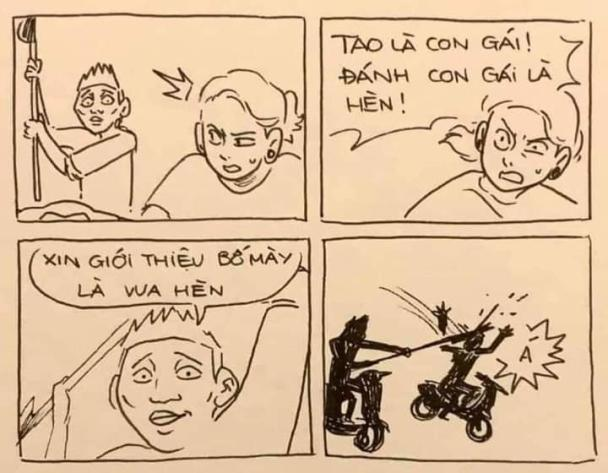 TAO LÀ CON GÁI!
ĐÁNH CON GÁI LÀ
HÈN!
XIN GIỚI THIỆU BỐ MÀY
LÀ VUA HÈN
Á